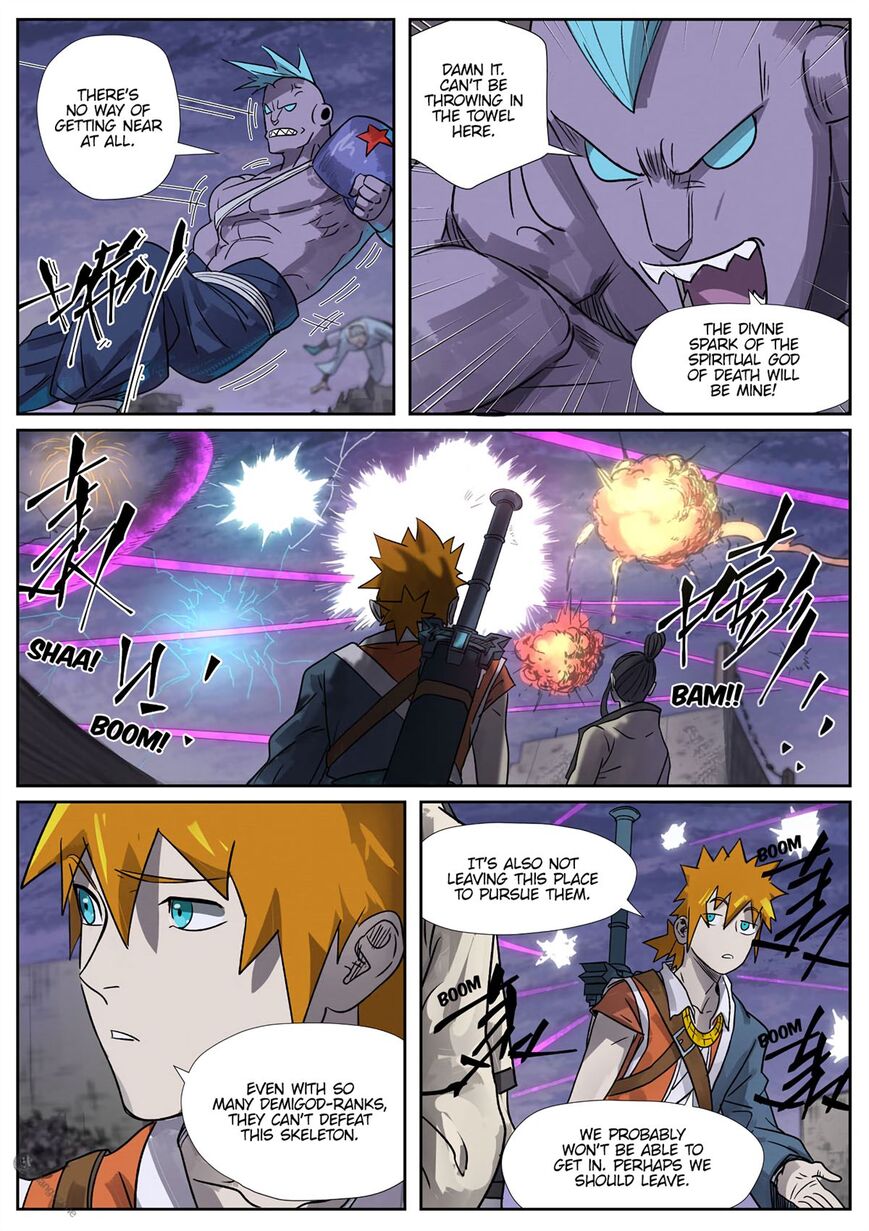 THERE'S
NO WAY OF
GETTING NEAR
AT ALL.
DAMN IT.
CAN'T BE
THROWING IN
THE TOWEL
HERE.
THE DIVINE
SPARK OF THE
SPIRITUAL GOD
OF DEATH WILL
BE MINE!
SHAA!
BOOM!
BAM!!
EVEN WITH SO
MANY DEMIGOD-RANKS,
THEY CAN'T DEFEAT
THIS SKELETON.
IT'S ALSO NOT
LEAVING THIS PLACE
TO PURSUE THEM.
BOOM
BOOM
BOOM
WE PROBABLY
WON'T BE ABLE TO
GET IN. PERHAPS WE
SHOULD LEAVE.